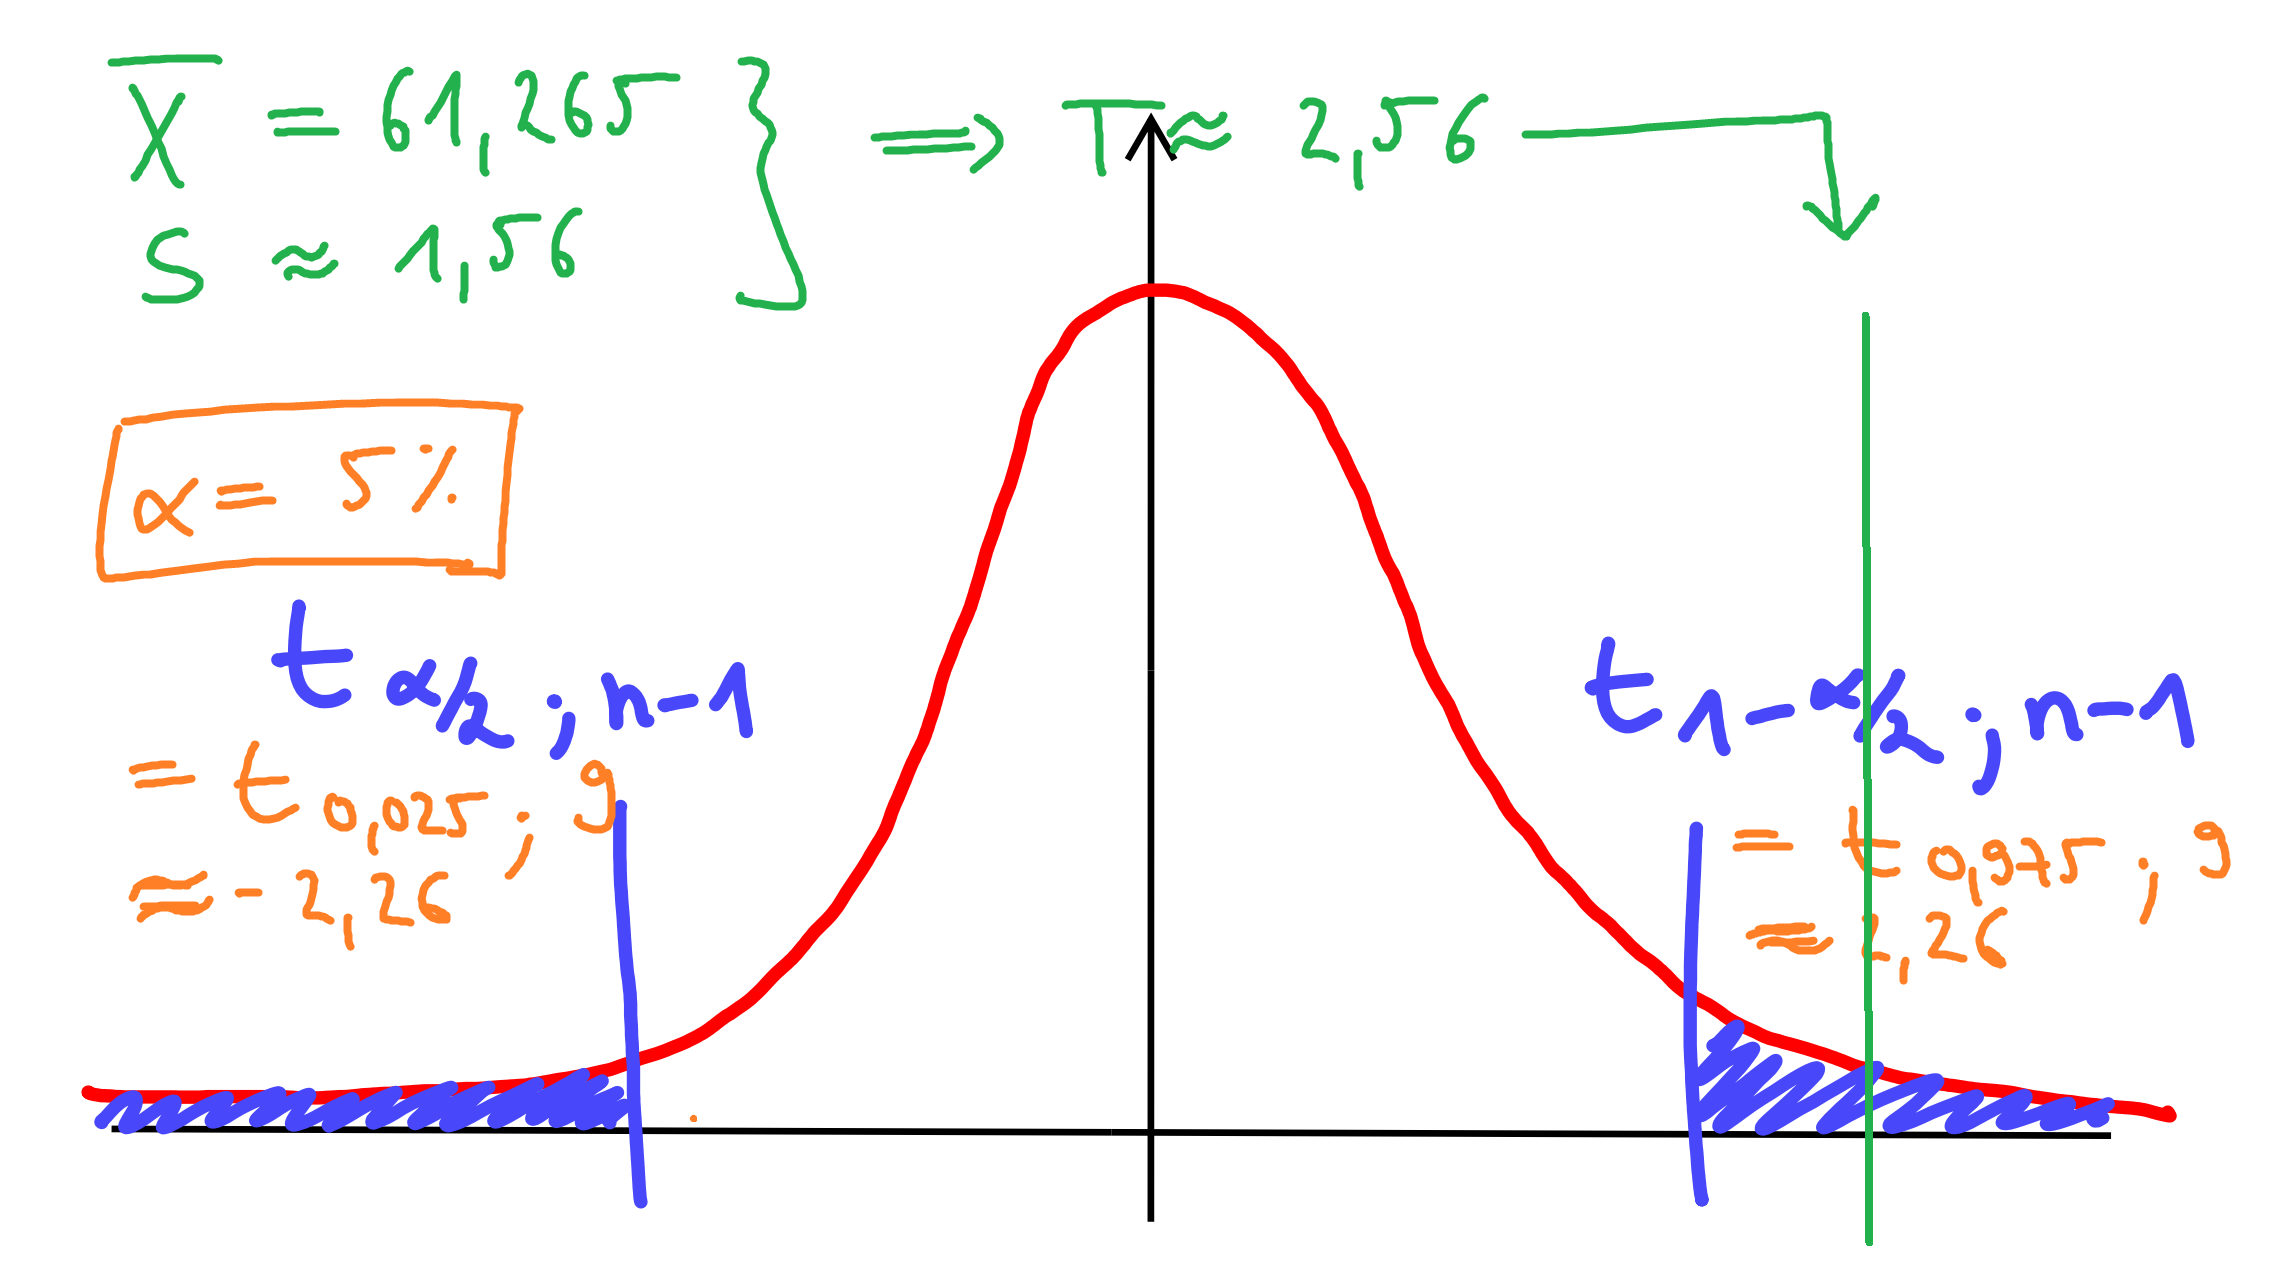 X̅ = 61,265
S ≈ 1,56
⟹ T ≈ 2,56
α = 5%
t α/2 ; n-1
= t 0,025 ; 9
≈ - 2,26
t 1-α/2 ; n-1
= t 0,975 ; 9
≈ 2,26